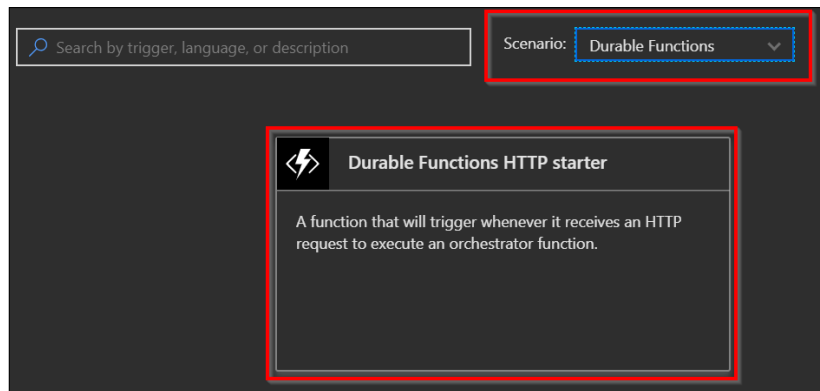 Search by trigger, language, or description
Scenario: Durable Functions
Durable Functions HTTP starter
A function that will trigger whenever it receives an HTTP
request to execute an orchestrator function.